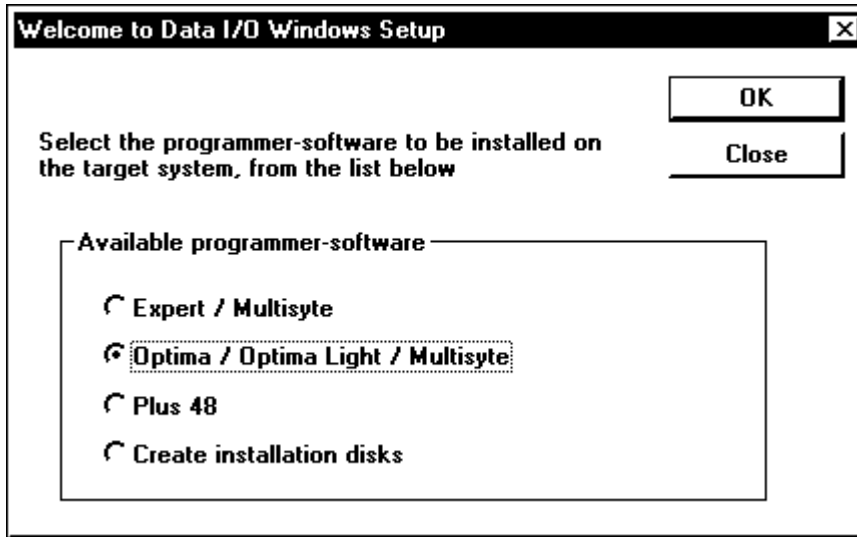 Welcome to Data I/O Windows Setup
OK
Select the programmer-software to be installed on
the target system, from the list below
Close
Available programmer-software
Expert / Multisyte
Optima / Optima Light / Multisyte
Plus 48
Create installation disks